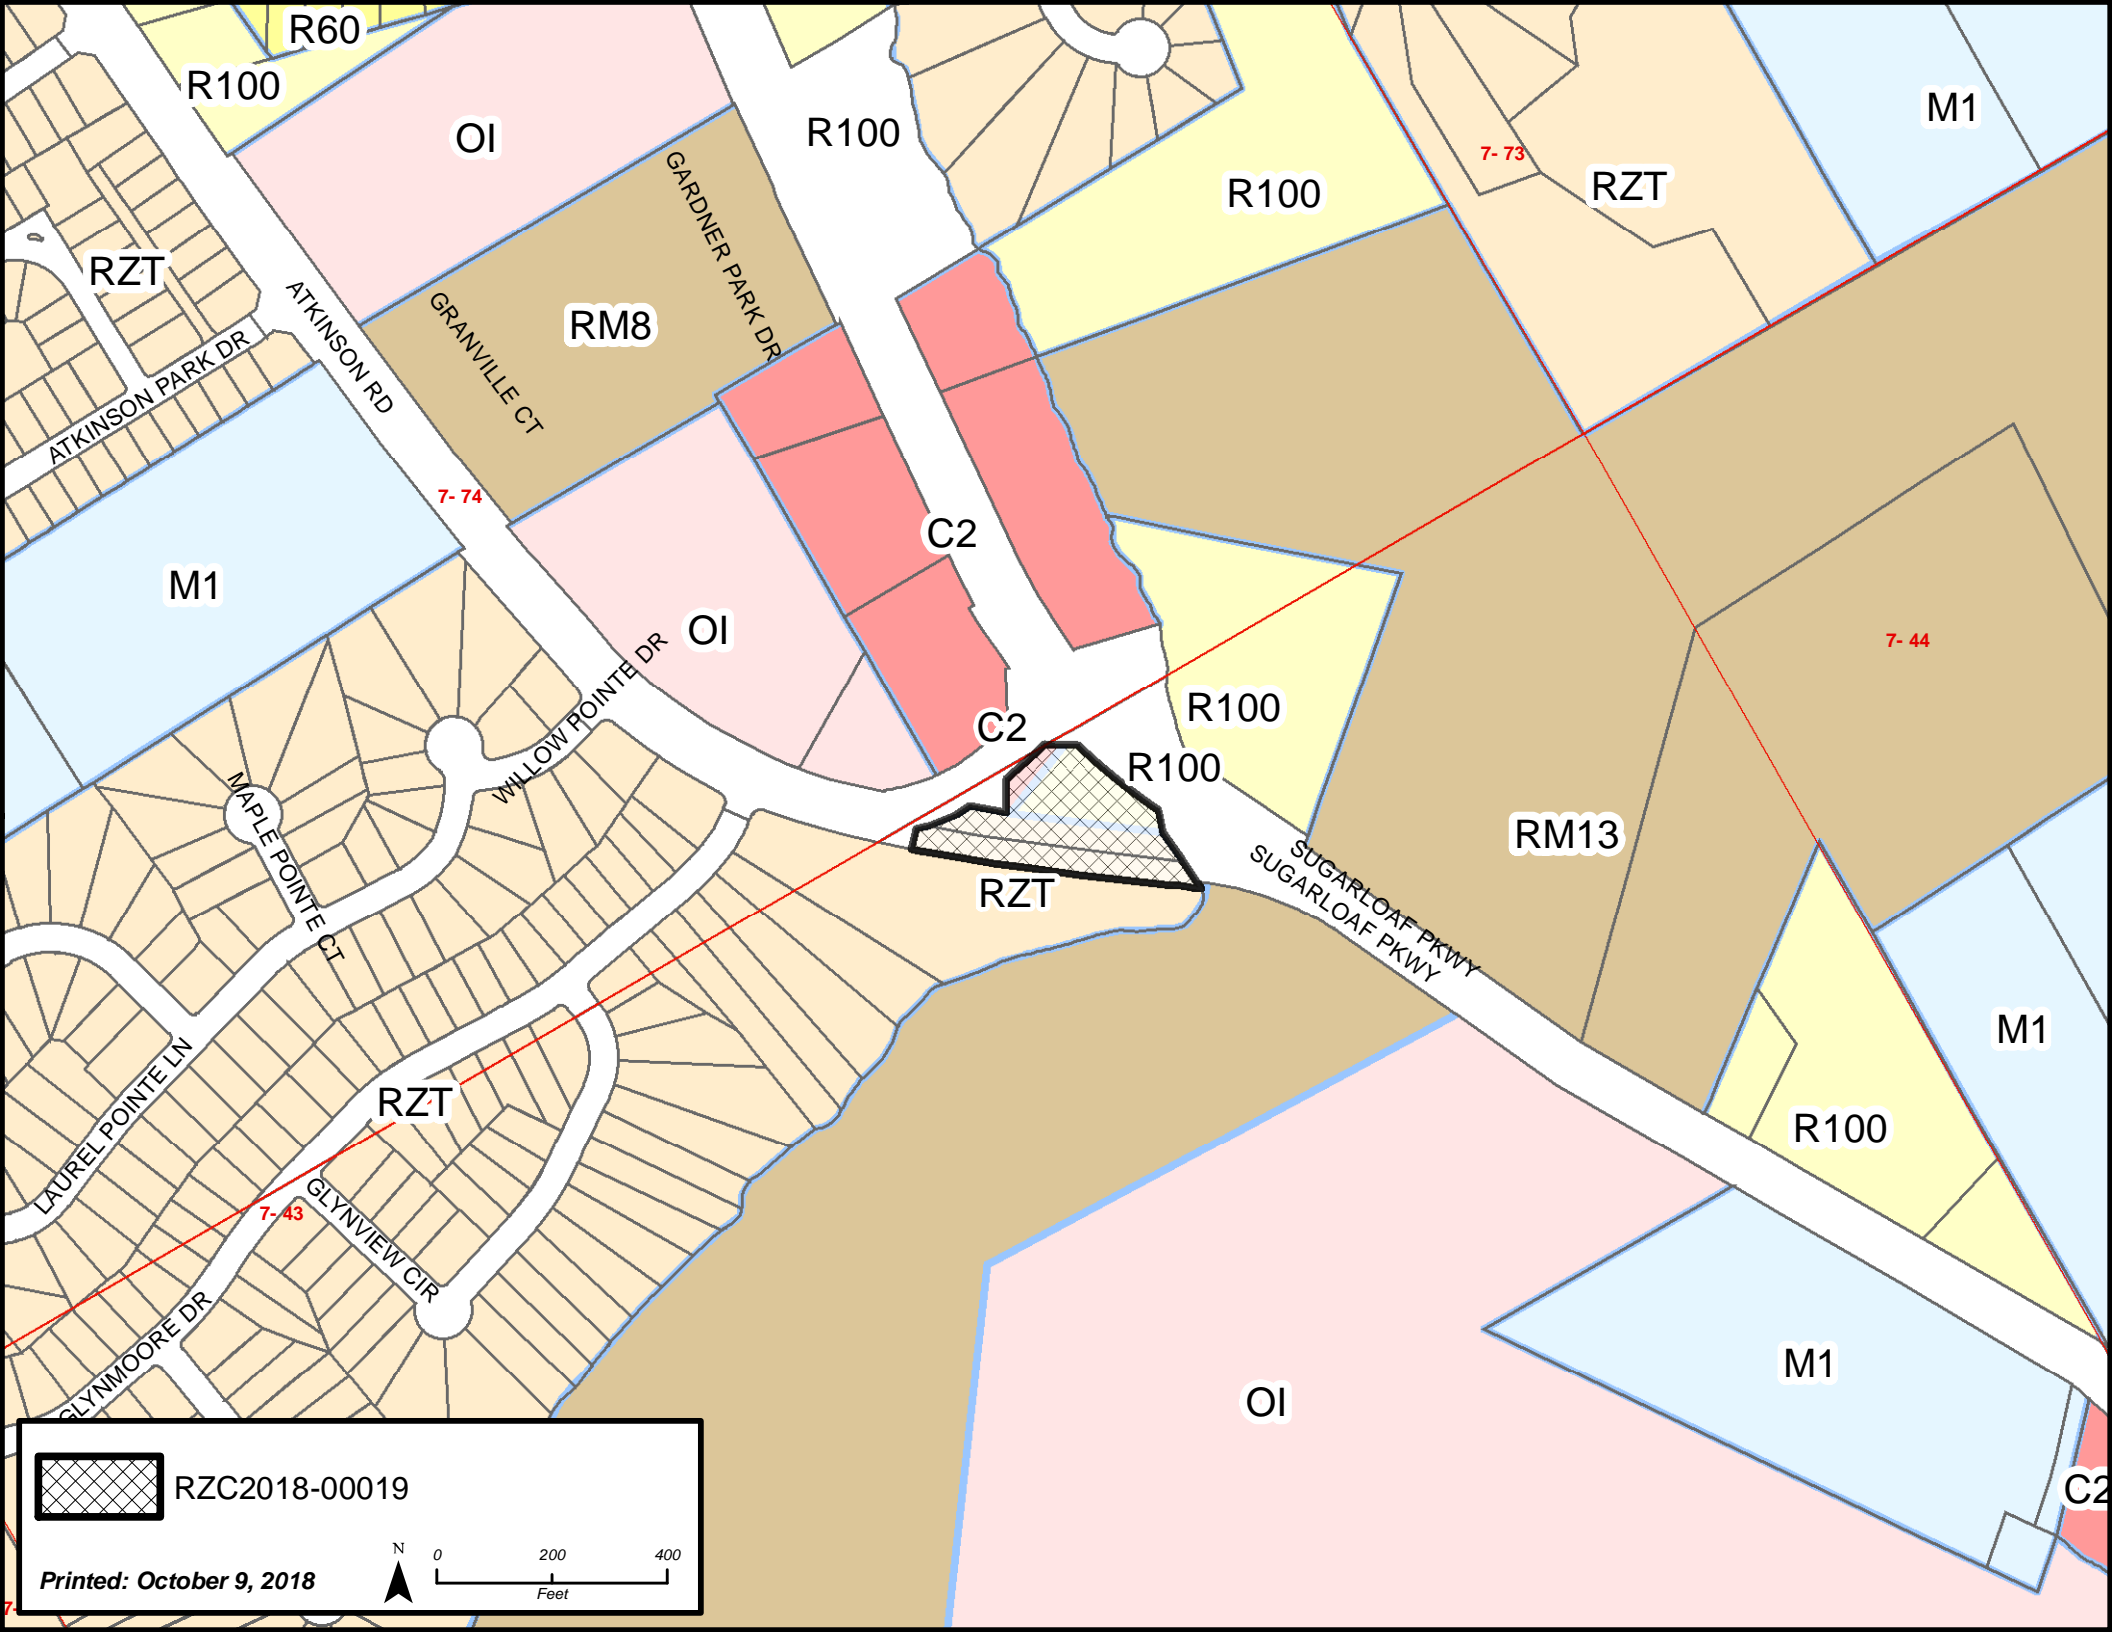 R60
R100
OI
R100
M1
7- 73
RZT
R100
GARDNER PARK DR
RZT
ATKINSON RD
GRANVILLE CT
RM8
ATKINSON PARK DR
7- 74
C2
M1
OI
WILLOW POINTE DR
7- 44
R100
C2
R100
MAPLE POINTE CT
RM13
RZT
SUGARLOAF PKWY
SUGARLOAF PKWY
M1
LAUREL POINTE LN
RZT
R100
7- 43
GLYNVIEW CIR
GLYNMOORE DR
M1
OI
C2
RZC2018-00019
N
0 200 400
Feet
Printed: October 9, 2018
7-